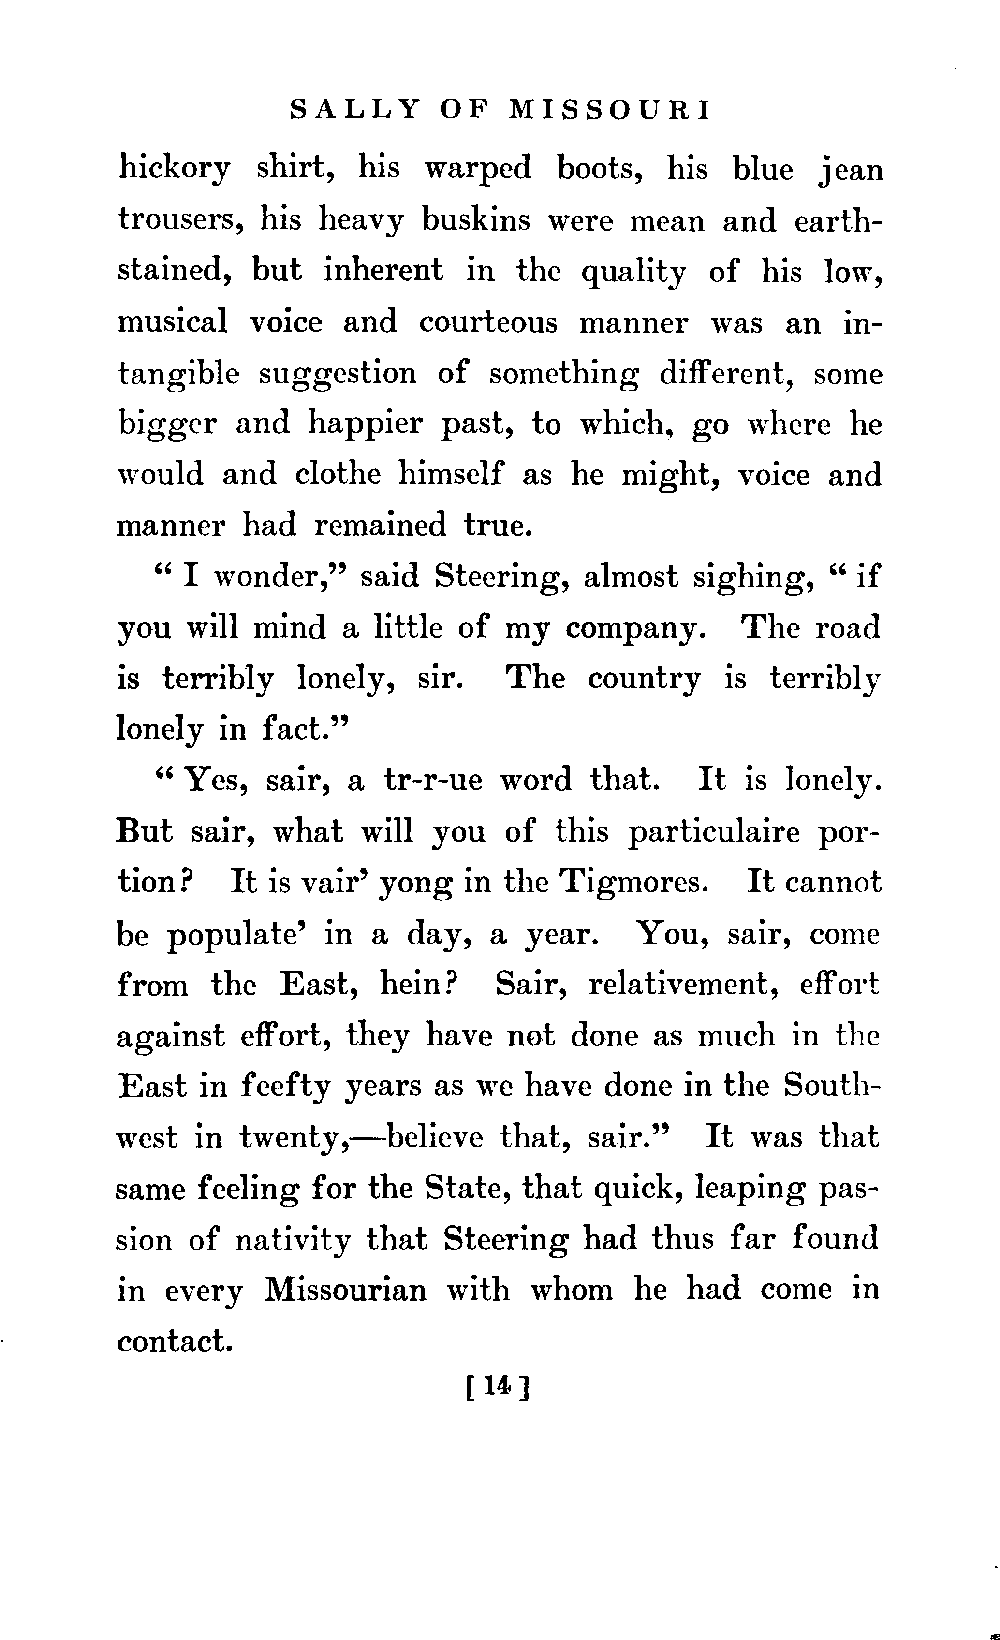 SALLY OF MISSOURI
hickory shirt, his warped boots, his blue jean
trousers, his heavy buskins were mean and earth-
stained, but inherent in the quality of his low,
musical voice and courteous manner was an in-
tangible suggestion of something different, some
bigger and happier past, to which, go where he
would and clothe himself as he might, voice and
manner had remained true.
“ I wonder,” said Steering, almost sighing, “ if
you will mind a little of my company. The road
is terribly lonely, sir. The country is terribly
lonely in fact.”
“ Yes, sair, a tr-r-ue word that. It is lonely.
But sair, what will you of this particulaire por-
tion? It is vair’ yong in the Tigmores. It cannot
be populate’ in a day, a year. You, sair, come
from the East, hein? Sair, relativement, effort
against effort, they have not done as much in the
East in feefty years as we have done in the South-
west in twenty,—believe that, sair.” It was that
same feeling for the State, that quick, leaping pas-
sion of nativity that Steering had thus far found
in every Missourian with whom he had come in
contact.
[ 14 ]